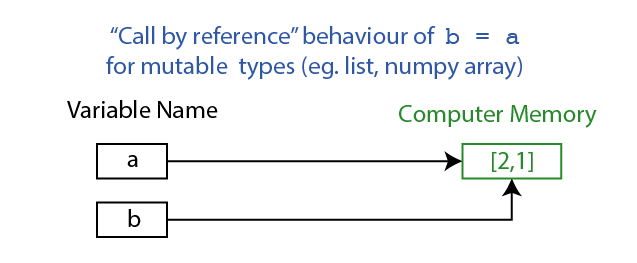 “Call by reference” behaviour of b = a
for mutable types (eg. list, numpy array)
Variable Name
Computer Memory
a
[2,1]
b